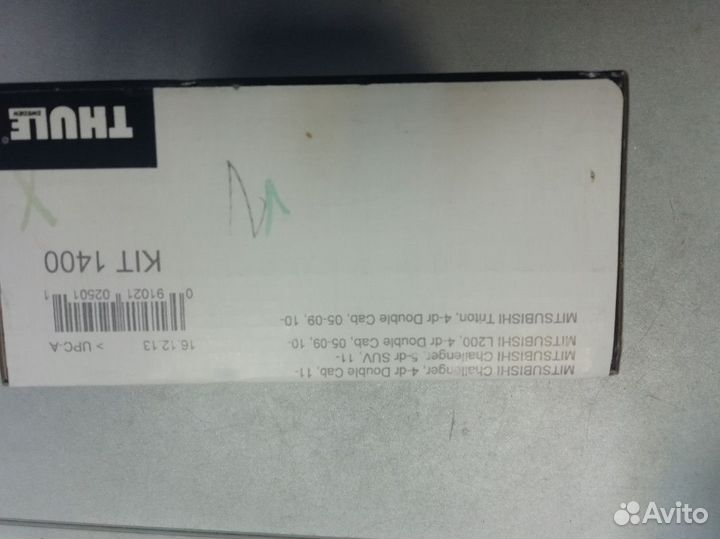 MITSUBISHI Challenger, 4-dr Double Cab, 11-
MITSUBISHI Challenger, 5-dr SUV, 11-
MITSUBISHI L200, 4-dr Double Cab, 05-09, 10-
MITSUBISHI Triton, 4-dr Double Cab, 05-09, 10-
16.12.13 > UPC-A
0 91021 02501 1
KIT 1400
THULE®
SWEDEN
Avito